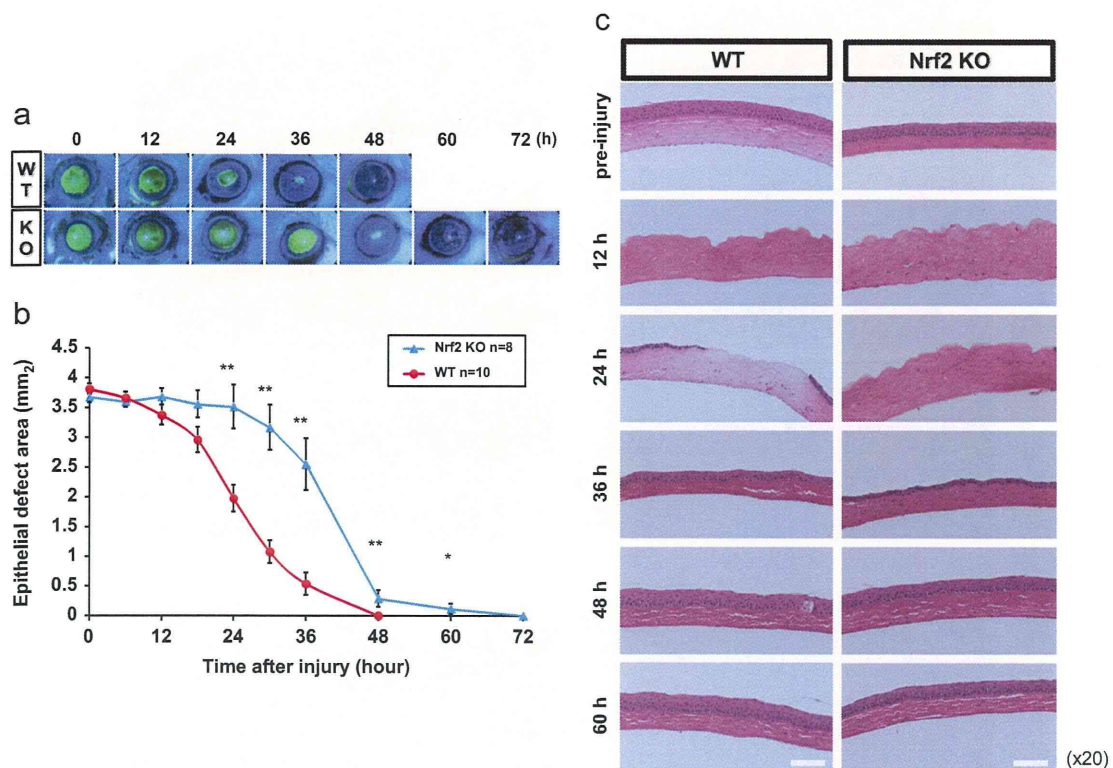 a
0 12 24 36 48 60 72 (h)
WT
KO
b
Epithelial defect area (mm2)
4.5
4
3.5
3
2.5
2
1.5
1
0.5
0
** ** ** ** *
Nrf2 KO n=8
WT n=10
0 12 24 36 48 60 72
Time after injury (hour)
c
WT Nrf2 KO
pre-injury
12 h
24 h
36 h
48 h
60 h
(x20)